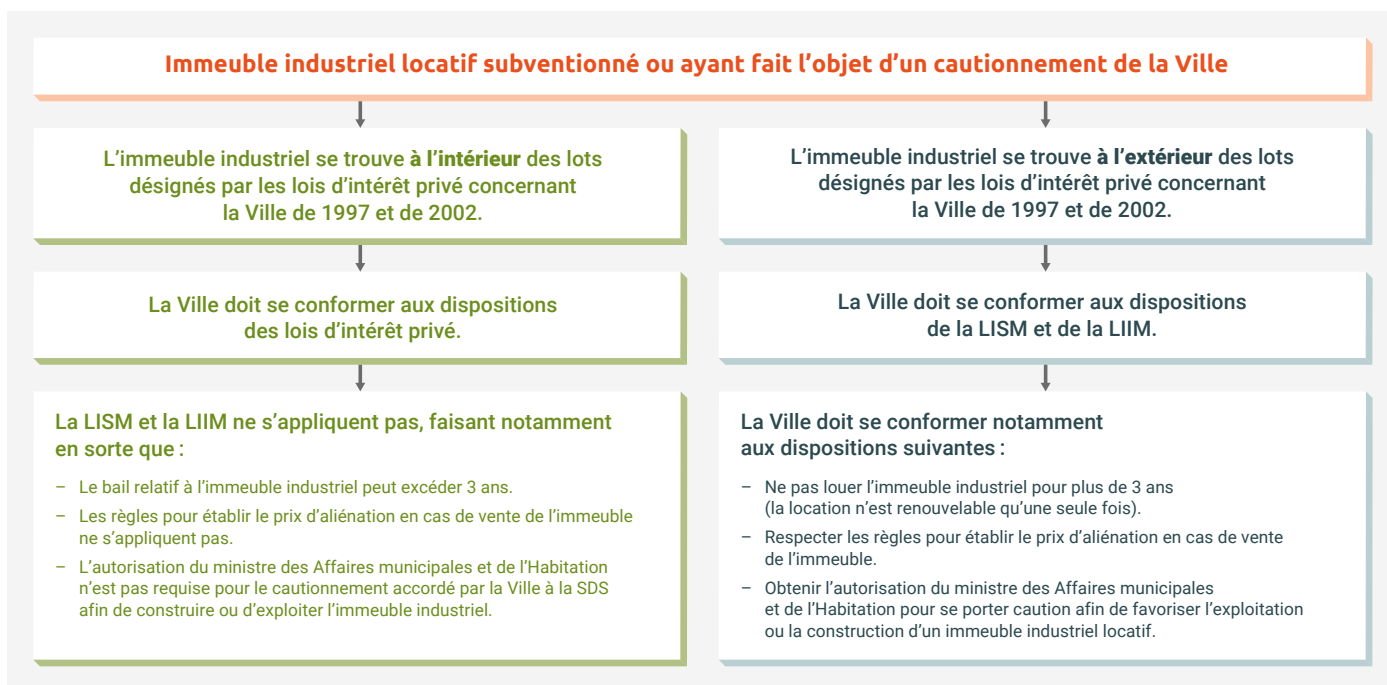 Immeuble industriel locatif subventionné ou ayant fait l’objet d’un cautionnement de la Ville
L’immeuble industriel se trouve à l’intérieur des lots
désignés par les lois d’intérêt privé concernant
la Ville de 1997 et de 2002.
La Ville doit se conformer aux dispositions
des lois d’intérêt privé.
La LISM et la LIIM ne s’appliquent pas, faisant notamment
en sorte que :
– Le bail relatif à l’immeuble industriel peut excéder 3 ans.
– Les règles pour établir le prix d’aliénation en cas de vente de l’immeuble
ne s’appliquent pas.
– L’autorisation du ministre des Affaires municipales et de l’Habitation
n’est pas requise pour le cautionnement accordé par la Ville à la SDS
afin de construire ou d’exploiter l’immeuble industriel.
L’immeuble industriel se trouve à l’extérieur des lots
désignés par les lois d’intérêt privé concernant
la Ville de 1997 et de 2002.
La Ville doit se conformer aux dispositions
de la LISM et de la LIIM.
La Ville doit se conformer notamment
aux dispositions suivantes :
– Ne pas louer l’immeuble industriel pour plus de 3 ans
(la location n’est renouvelable qu’une seule fois).
– Respecter les règles pour établir le prix d’aliénation en cas de vente
de l’immeuble.
– Obtenir l’autorisation du ministre des Affaires municipales
et de l’Habitation pour se porter caution afin de favoriser l’exploitation
ou la construction d’un immeuble industriel locatif.